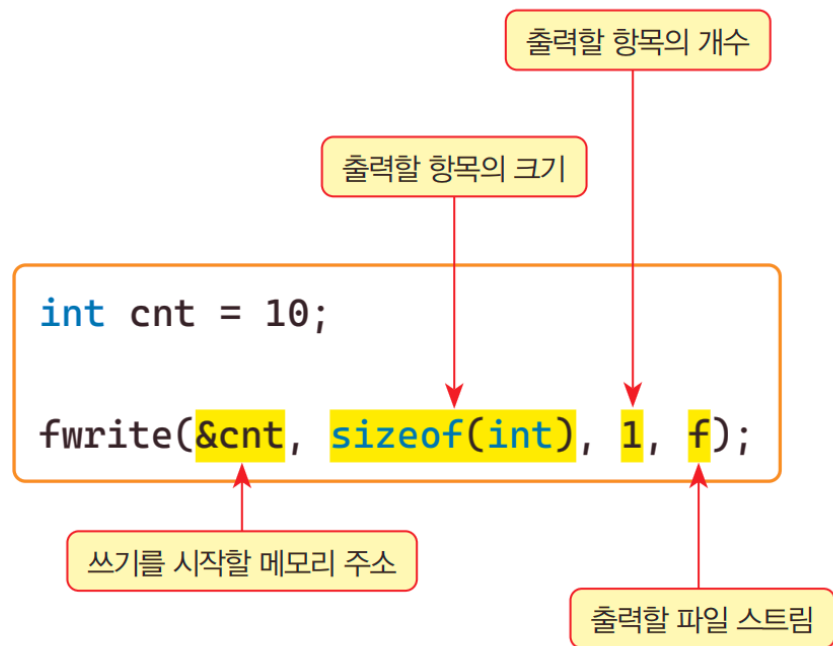 출력할 항목의 개수
출력할 항목의 크기
int cnt = 10;
fwrite(&cnt, sizeof(int), 1, f);
쓰기를 시작할 메모리 주소
출력할 파일 스트림